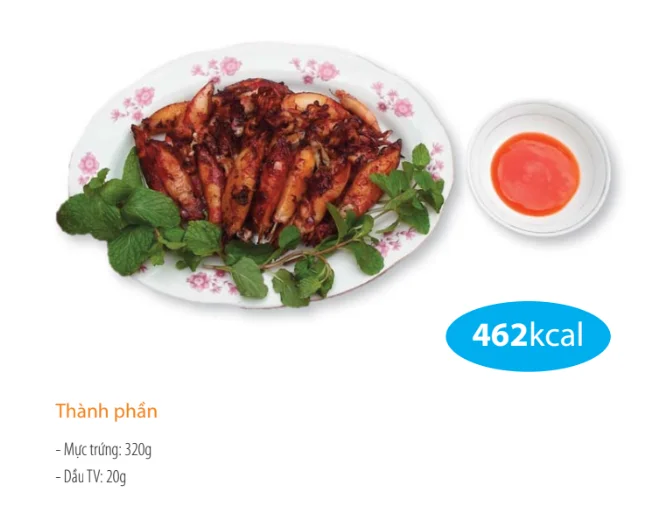 462kcal
Thành phần
- Mực trứng: 320g
- Dầu TV: 20g